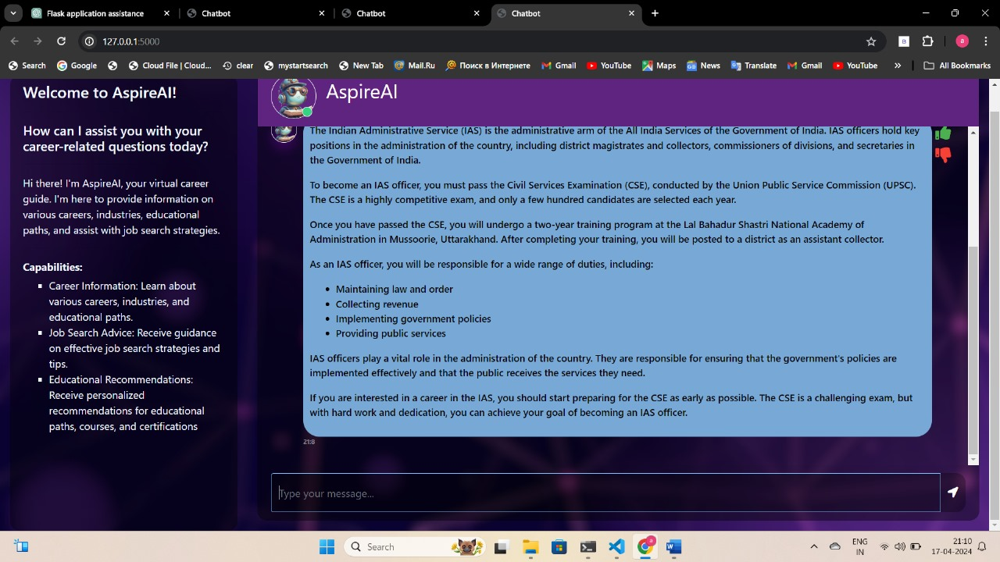 Flask application assistance
Chatbot
Chatbot
Chatbot
127.0.0.1:5000
a
Search
Google
Cloud File | Cloud...
clear
mystartsearch
New Tab
Mail.Ru
Поиск в Интернете
Gmail
YouTube
Maps
News
Translate
Gmail
YouTube
All Bookmarks
Welcome to AspireAI!
How can I assist you with your
career-related questions today?
Hi there! I'm AspireAI, your virtual career
guide. I'm here to provide information on
various careers, industries, educational
paths, and assist with job search strategies.
Capabilities:
Career Information: Learn about
various careers, industries, and
educational paths.
Job Search Advice: Receive guidance
on effective job search strategies and
tips.
Educational Recommendations:
Receive personalized
recommendations for educational
paths, courses, and certifications
AspireAI
The Indian Administrative Service (IAS) is the administrative arm of the All India Services of the Government of India. IAS officers hold key
positions in the administration of the country, including district magistrates and collectors, commissioners of divisions, and secretaries in
the Government of India.
To become an IAS officer, you must pass the Civil Services Examination (CSE), conducted by the Union Public Service Commission (UPSC).
The CSE is a highly competitive exam, and only a few hundred candidates are selected each year.
Once you have passed the CSE, you will undergo a two-year training program at the Lal Bahadur Shastri National Academy of
Administration in Mussoorie, Uttarakhand. After completing your training, you will be posted to a district as an assistant collector.
As an IAS officer, you will be responsible for a wide range of duties, including:
Maintaining law and order
Collecting revenue
Implementing government policies
Providing public services
IAS officers play a vital role in the administration of the country. They are responsible for ensuring that the government's policies are
implemented effectively and that the public receives the services they need.
If you are interested in a career in the IAS, you should start preparing for the CSE as early as possible. The CSE is a challenging exam, but
with hard work and dedication, you can achieve your goal of becoming an IAS officer.
21:8
Type your message...
Search
a
ENG
IN
21:10
17-04-2024